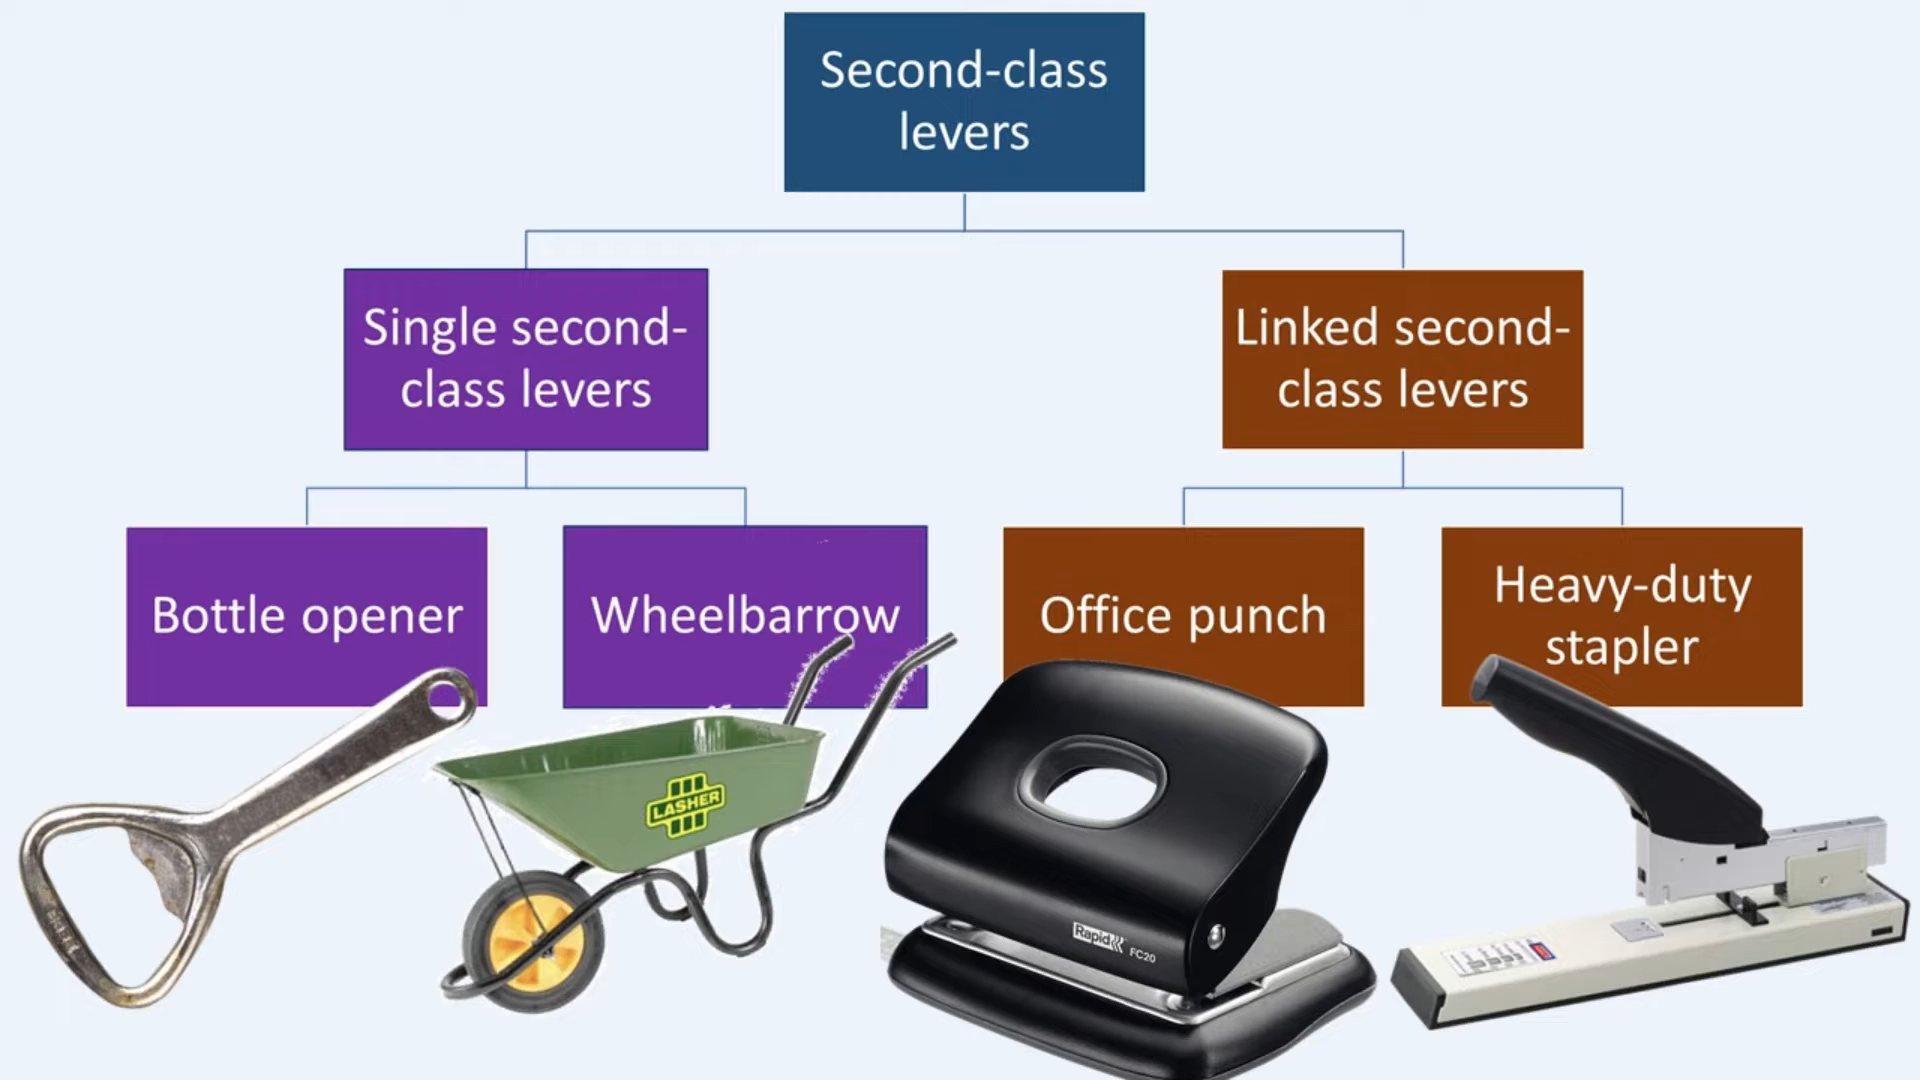 Second-class
levers
Single second-
class levers
Linked second-
class levers
Bottle opener
Wheelbarrow
Office punch
Heavy-duty
stapler
LASHER
Rapid
FC20